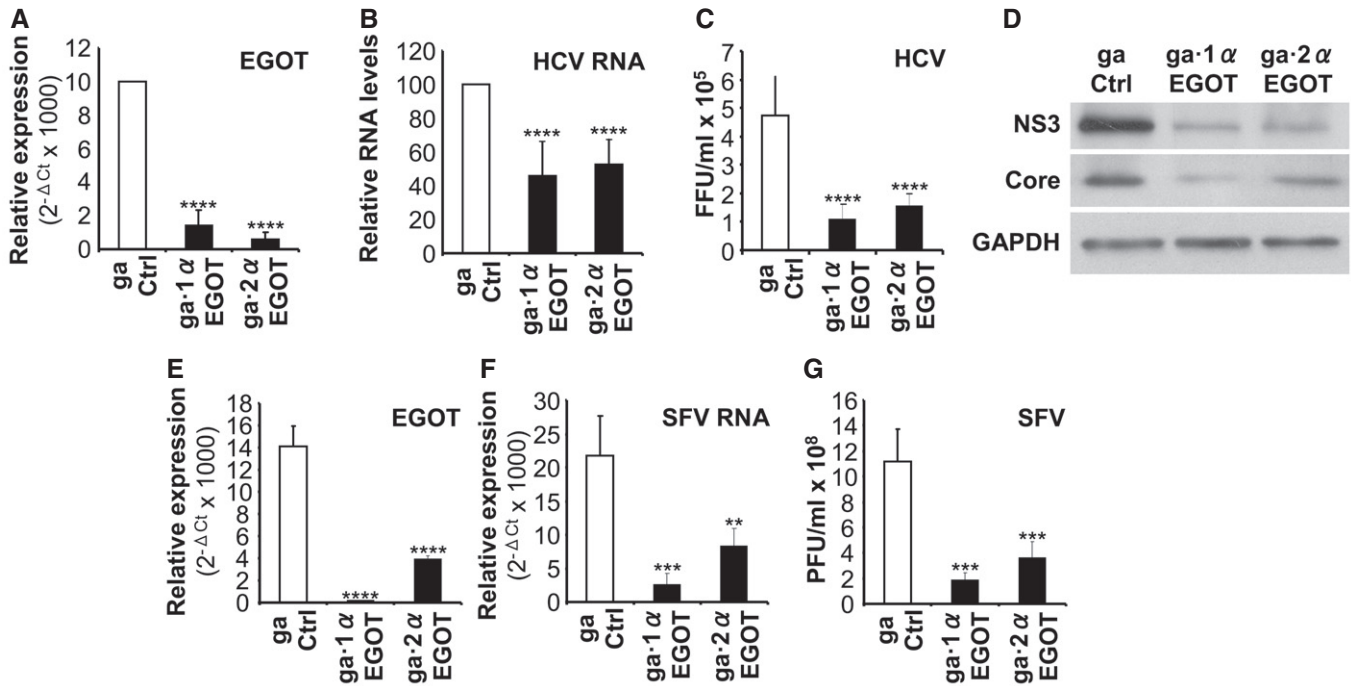 A
EGOT
Relative expression
(2-Δ Ct x 1000)
12
10
8
6
4
2
0
****
****
ga Ctrl
ga·1α EGOT
ga·2α EGOT
B
HCV RNA
Relative RNA levels
120
100
80
60
40
20
0
****
****
ga Ctrl
ga·1α EGOT
ga·2α EGOT
C
HCV
FFU/ml x 10⁵
7
6
5
4
3
2
1
0
****
****
ga Ctrl
ga·1α EGOT
ga·2α EGOT
D
ga Ctrl
ga·1α EGOT
ga·2α EGOT
NS3
Core
GAPDH
E
EGOT
Relative expression
(2-Δ Ct x 1000)
18
16
14
12
10
8
6
4
2
0
****
****
ga Ctrl
ga·1α EGOT
ga·2α EGOT
F
SFV RNA
Relative expression
(2-Δ Ct x 1000)
30
25
20
15
10
5
0
***
**
ga Ctrl
ga·1α EGOT
ga·2α EGOT
G
SFV
PFU/ml x 10⁸
16
14
12
10
8
6
4
2
0
***
***
ga Ctrl
ga·1α EGOT
ga·2α EGOT